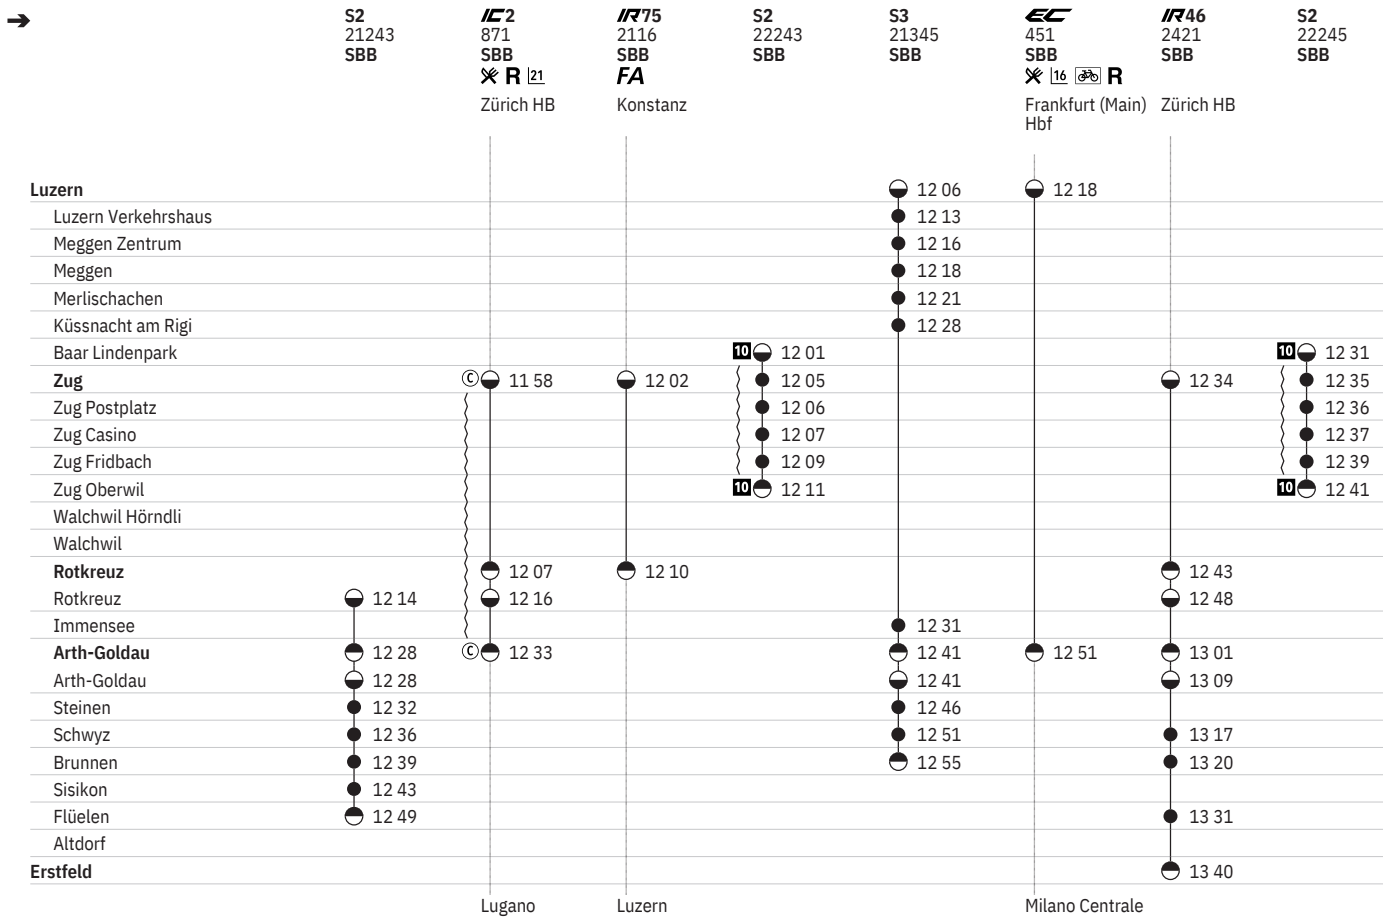 ➔ S2 IC2 IR75 S2 S3 EC IR46 S2
21243 871 2116 22243 21345 451 2421 22245
SBB SBB SBB SBB SBB SBB SBB SBB
R 21 FA 16 R
Zürich HB Konstanz Frankfurt (Main) Zürich HB
Hbf
Luzern 12 06 12 18
Luzern Verkehrshaus 12 13
Meggen Zentrum 12 16
Meggen 12 18
Merlischachen 12 21
Küssnacht am Rigi 12 28
Baar Lindenpark 10 12 01 10 12 31
Zug Ⓒ 11 58 12 02 12 05 12 34 12 35
Zug Postplatz 12 06 12 36
Zug Casino 12 07 12 37
Zug Fridbach 12 09 12 39
Zug Oberwil 10 12 11 10 12 41
Walchwil Hörndli
Walchwil
Rotkreuz 12 07 12 10 12 43
Rotkreuz 12 14 12 16 12 48
Immensee 12 31
Arth-Goldau 12 28 Ⓒ 12 33 12 41 12 51 13 01
Arth-Goldau 12 28 12 41 13 09
Steinen 12 32 12 46
Schwyz 12 36 12 51 13 17
Brunnen 12 39 12 55 13 20
Sisikon 12 43
Flüelen 12 49 13 31
Altdorf
Erstfeld 13 40
Lugano Luzern Milano Centrale